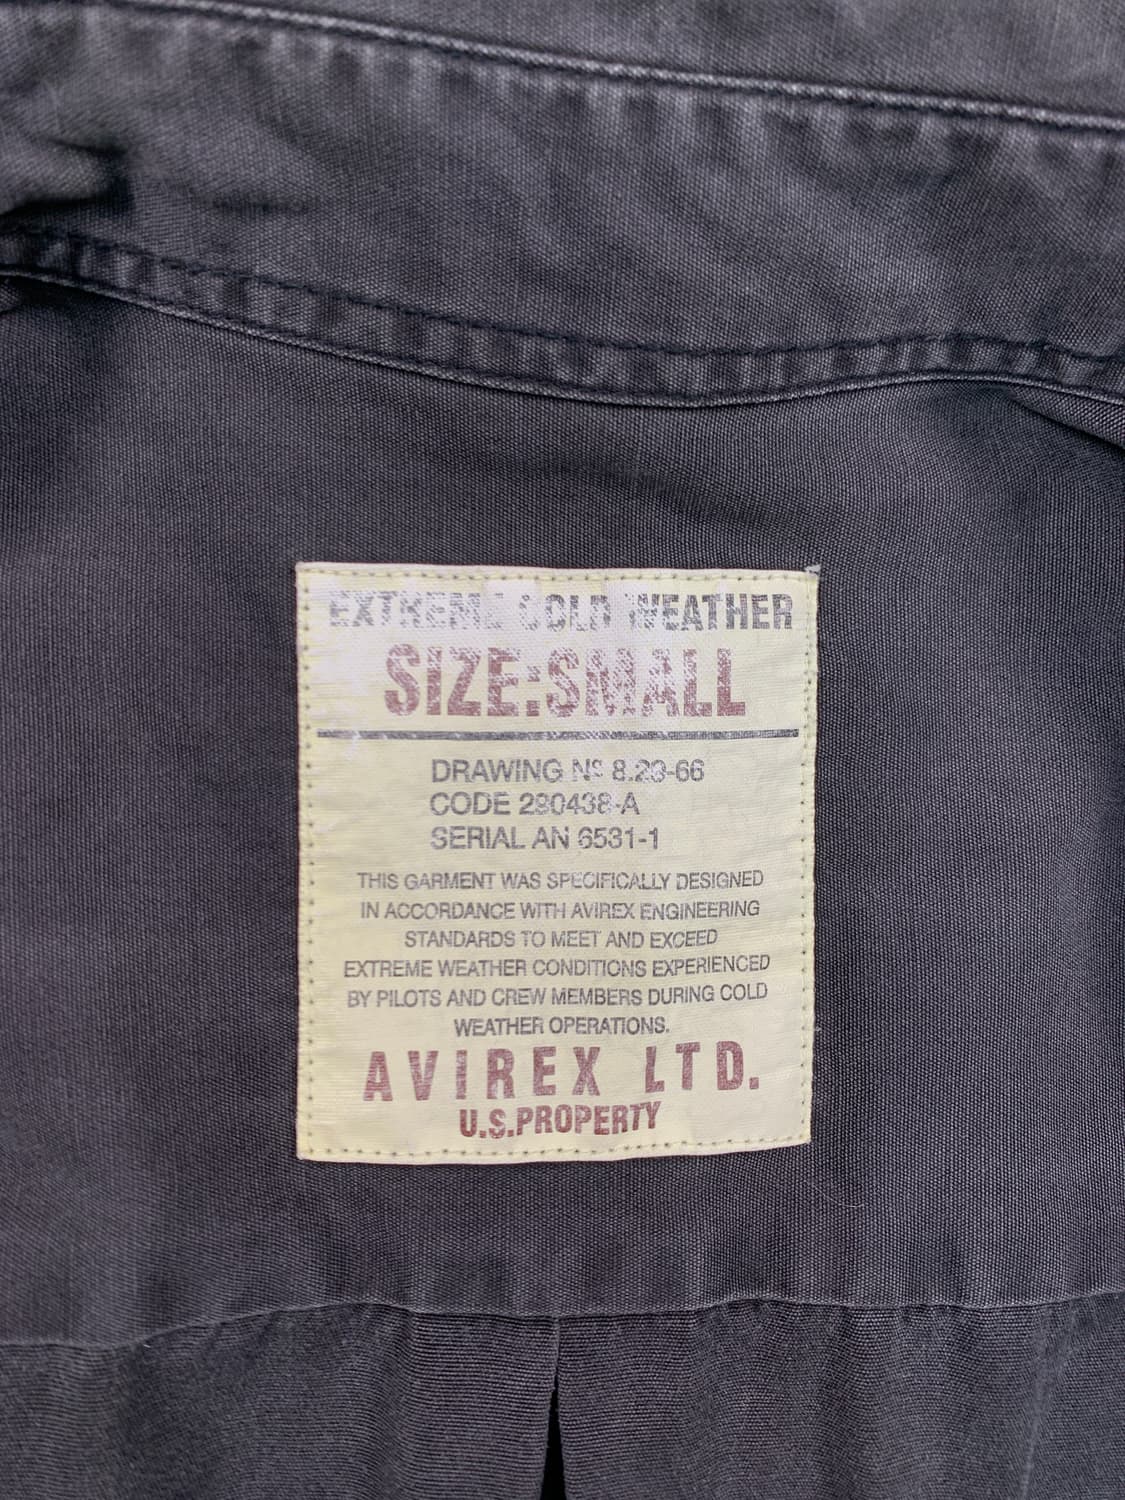 EXTREME COLD WEATHER
SIZE:SMALL
DRAWING Nº 8.29-66
CODE 280438-A
SERIAL AN 6531-1
THIS GARMENT WAS SPECIFICALLY DESIGNED
IN ACCORDANCE WITH AVIREX ENGINEERING
STANDARDS TO MEET AND EXCEED
EXTREME WEATHER CONDITIONS EXPERIENCED
BY PILOTS AND CREW MEMBERS DURING COLD
WEATHER OPERATIONS.
AVIREX LTD.
U.S.PROPERTY